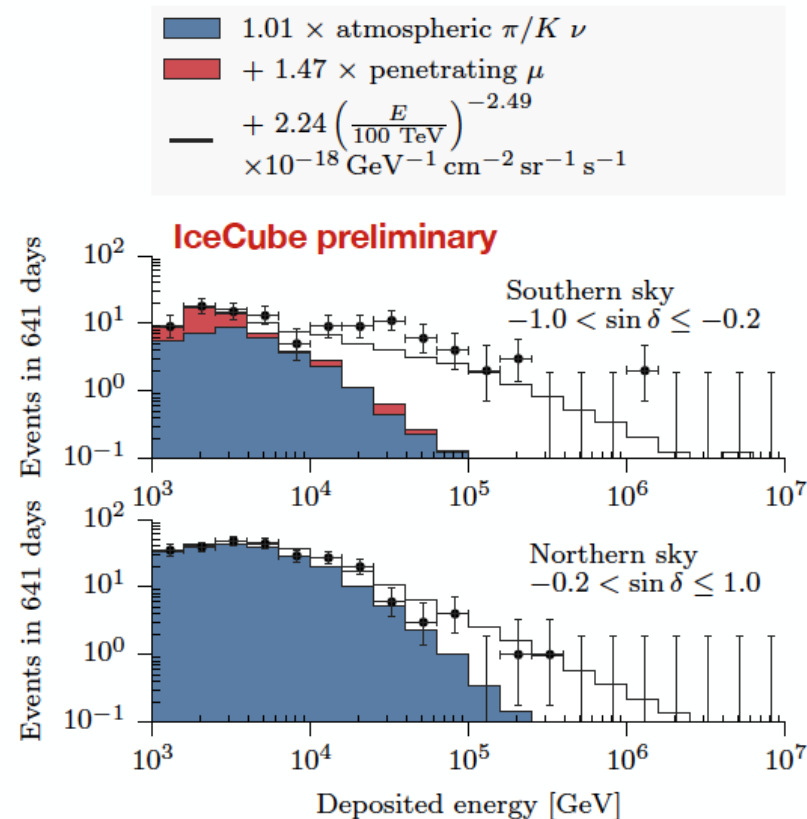 1.01 × atmospheric π/K ν
+ 1.47 × penetrating μ
+ 2.24 (E/100 TeV)^−2.49
×10^−18 GeV^−1 cm^−2 sr^−1 s^−1
IceCube preliminary
Events in 641 days
10^2
10^1
10^0
10^−1
Southern sky
−1.0 < sin δ ≤ −0.2
10^3 10^4 10^5 10^6 10^7
Events in 641 days
10^2
10^1
10^0
10^−1
Northern sky
−0.2 < sin δ ≤ 1.0
10^3 10^4 10^5 10^6 10^7
Deposited energy [GeV]